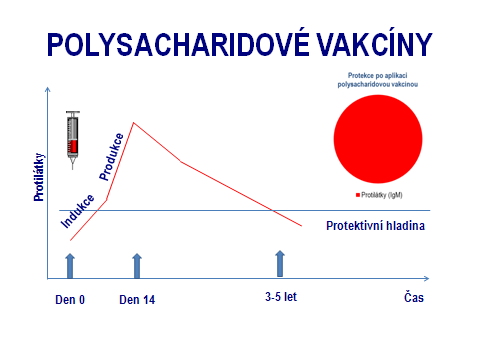 POLYSACHARIDOVÉ VAKCÍNY
Protekce po aplikaci
polysacharidovou vakcínou
Protilátky (IgM)
Protilátky
Indukce
Produkce
Protektivní hladina
Den 0
Den 14
3-5 let
Čas